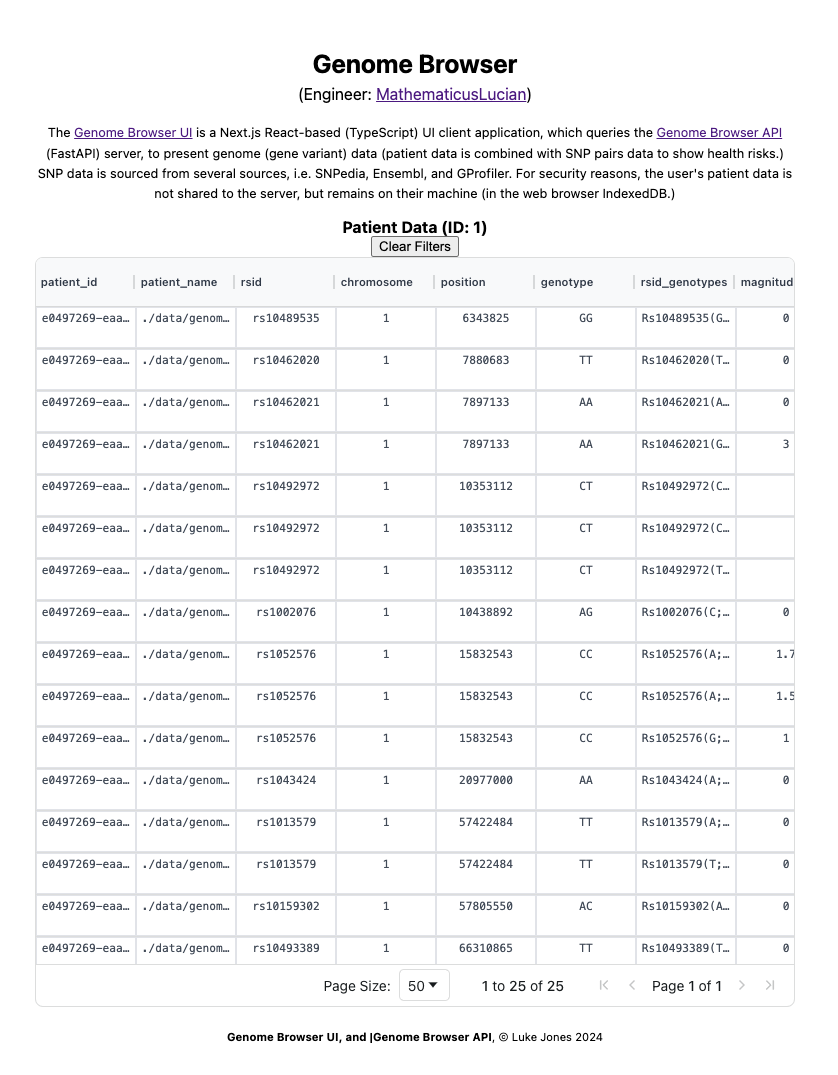 Genome Browser
(Engineer: MathematicusLucian)
The Genome Browser UI is a Next.js React-based (TypeScript) UI client application, which queries the Genome Browser API
(FastAPI) server, to present genome (gene variant) data (patient data is combined with SNP pairs data to show health risks.)
SNP data is sourced from several sources, i.e. SNPedia, Ensembl, and GProfiler. For security reasons, the user's patient data is
not shared to the server, but remains on their machine (in the web browser IndexedDB.)
Patient Data (ID: 1)
Clear Filters
patient_id patient_name rsid chromosome position genotype rsid_genotypes magnitud
e0497269-eaa… ./data/genom… rs10489535 1 6343825 GG Rs10489535(G… 0
e0497269-eaa… ./data/genom… rs10462020 1 7880683 TT Rs10462020(T… 0
e0497269-eaa… ./data/genom… rs10462021 1 7897133 AA Rs10462021(A… 0
e0497269-eaa… ./data/genom… rs10462021 1 7897133 AA Rs10462021(G… 3
e0497269-eaa… ./data/genom… rs10492972 1 10353112 CT Rs10492972(C…
e0497269-eaa… ./data/genom… rs10492972 1 10353112 CT Rs10492972(C…
e0497269-eaa… ./data/genom… rs10492972 1 10353112 CT Rs10492972(T…
e0497269-eaa… ./data/genom… rs1002076 1 10438892 AG Rs1002076(C;… 0
e0497269-eaa… ./data/genom… rs1052576 1 15832543 CC Rs1052576(A;… 1.7
e0497269-eaa… ./data/genom… rs1052576 1 15832543 CC Rs1052576(A;… 1.5
e0497269-eaa… ./data/genom… rs1052576 1 15832543 CC Rs1052576(G;… 1
e0497269-eaa… ./data/genom… rs1043424 1 20977000 AA Rs1043424(A;… 0
e0497269-eaa… ./data/genom… rs1013579 1 57422484 TT Rs1013579(A;… 0
e0497269-eaa… ./data/genom… rs1013579 1 57422484 TT Rs1013579(T;… 0
e0497269-eaa… ./data/genom… rs10159302 1 57805550 AC Rs10159302(A… 0
e0497269-eaa… ./data/genom… rs10493389 1 66310865 TT Rs10493389(T… 0
Page Size: 50 1 to 25 of 25 Page 1 of 1
Genome Browser UI, and |Genome Browser API, © Luke Jones 2024